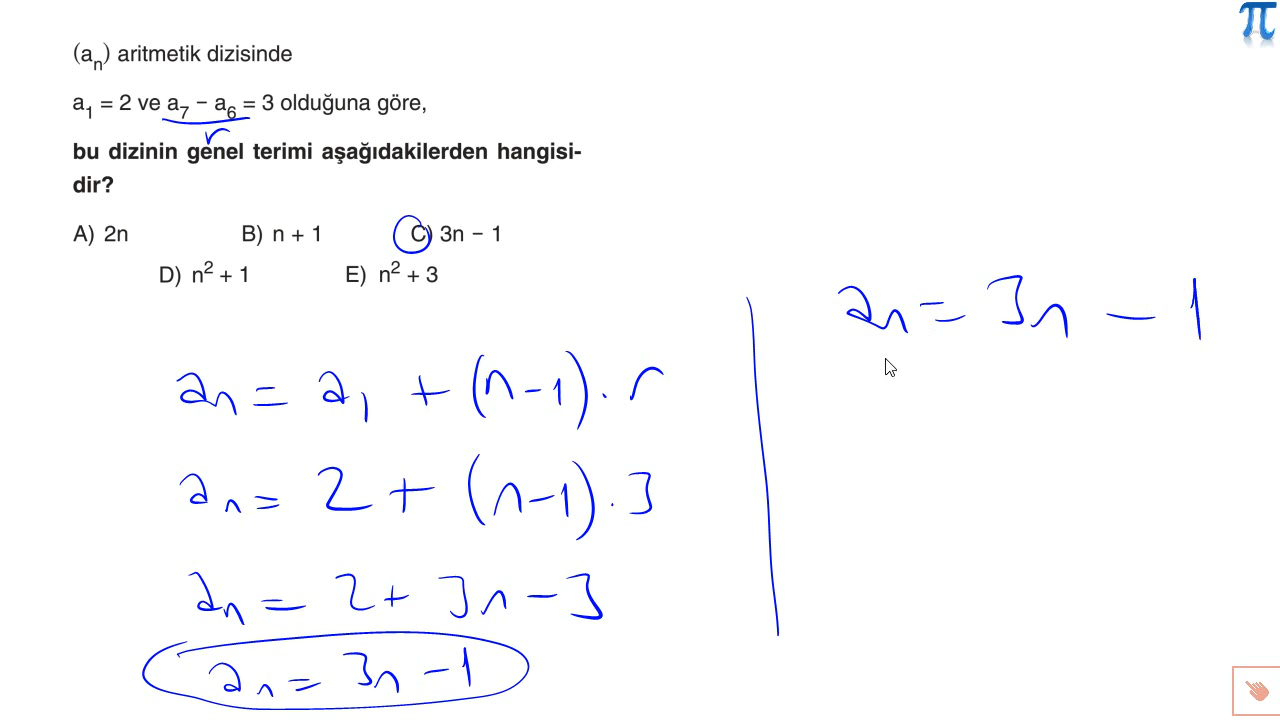 (aₙ) aritmetik dizisinde
a₁ = 2 ve a₇ − a₆ = 3 olduğuna göre,
r
bu dizinin genel terimi aşağıdakilerden hangisi-
dir?
A) 2n B) n + 1 C) 3n − 1
D) n² + 1 E) n² + 3
aₙ = 3n − 1
aₙ = a₁ + (n−1) . r
aₙ = 2 + (n−1) . 3
aₙ = 2 + 3n − 3
aₙ = 3n − 1
π